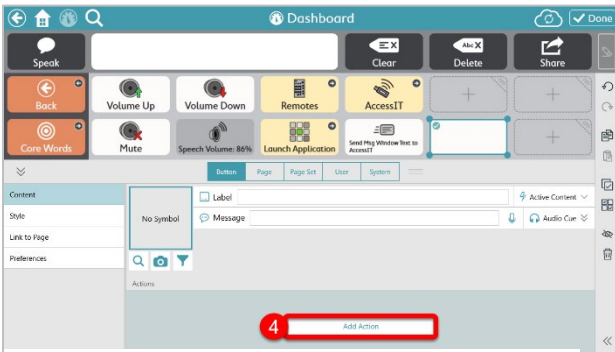 Dashboard
Done
Speak
Clear
Abc X
Delete
Share
Back
Volume Up
Volume Down
Remotes
AccessIT
Core Words
Mute
Speech Volume: 86%
Launch Application
Send Msg Window Text to
AccessIT
Button
Page
Page Set
User
System
Content
Style
Link to Page
Preferences
No Symbol
Label
Active Content
Message
Audio Cue
Actions
4
Add Action